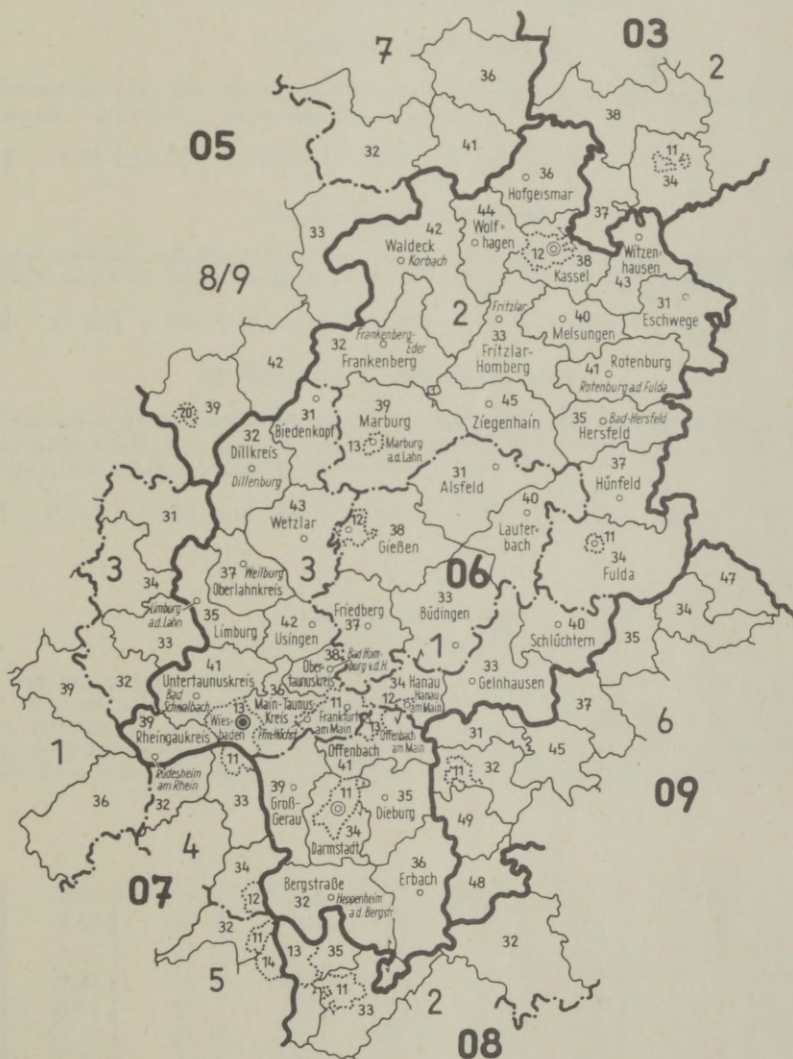 03
7
2
36
38
05
11
34
32
41
36
Hofgeismar
37
44
Wolf-
hagen
42
Waldeck
Korbach
33
12
38
Kassel
Witzen-
hausen
43
8/9
31
Eschwege
2
Fritzlar
33
Fritzlar-
Homberg
40
Melsungen
Frankenberg-
Eder
32
Frankenberg
42
Rotenburg
41
Rotenburg a.d. Fulda
39
20
31
Biedenkopf
39
Marburg
13
Marburg
a.d. Lahn
45
Ziegenhain
35
Bad-Hersfeld
Hersfeld
32
Dillkreis
Dillenburg
31
Alsfeld
37
Hünfeld
43
Wetzlar
12
38
Gießen
40
Lauter-
bach
31
11
34
Fulda
3
3
06
37
Weilburg
Oberlahnkreis
34
47
34
Limburg
a.d. Lahn
35
Limburg
42
Usingen
Friedberg
37
33
Büdingen
40
Schlüchtern
33
35
1
38
Ober-
taunuskreis
Bad Hom-
burg v.d.H.
41
Untertaunuskreis
Bad
Schwalbach
32
39
34
Hanau
12
Hanau
am Main
33
Gelnhausen
36
Main-Taunus
Kreis
Ffm.-Höchst
13
Wies-
baden
11
Frankfurt
am Main
13
Offenbach
am Main
37
6
39
Rheingaukreis
1
Offenbach
41
31
11
32
45
11
Rüdesheim
am Rhein
36
32
33
39
Groß-
Gerau
11
34
Darmstadt
35
Dieburg
09
49
4
07
34
12
36
Erbach
48
Bergstraße
32
Heppenheim
a.d. Bergstr.
32
11
14
5
13
35
11
33
32
2
08